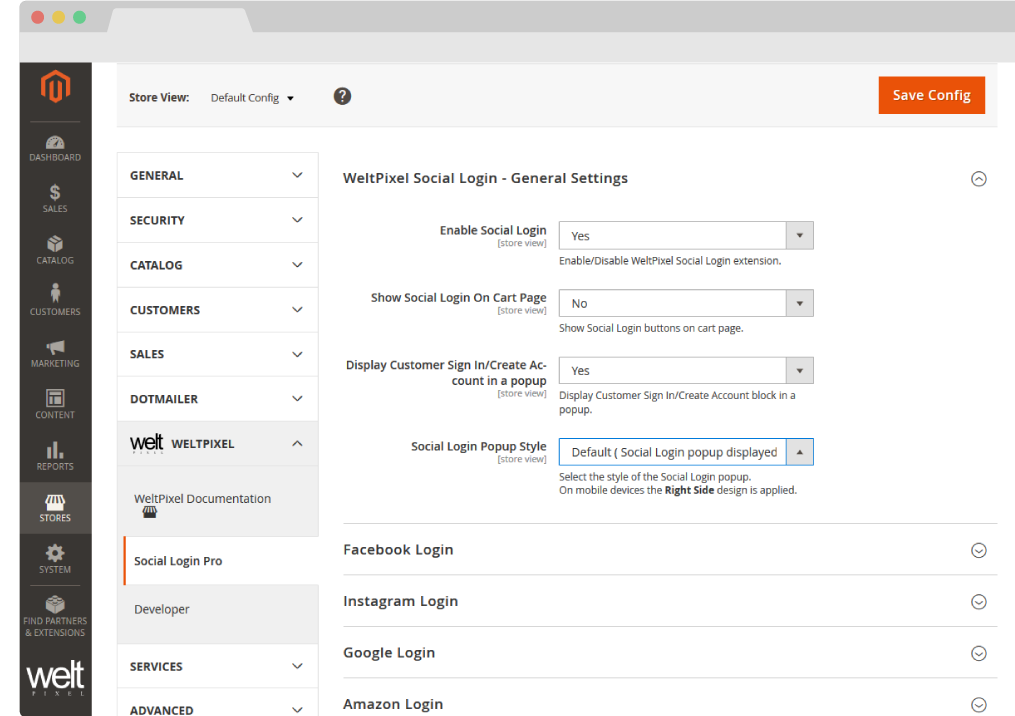 Store View: Default Config
?
Save Config
DASHBOARD
$
SALES
CATALOG
CUSTOMERS
MARKETING
CONTENT
REPORTS
STORES
SYSTEM
FIND PARTNERS
& EXTENSIONS
welt
PIXEL
GENERAL
SECURITY
CATALOG
CUSTOMERS
SALES
DOTMAILER
welt PIXEL WELTPIXEL
WeltPixel Documentation
Social Login Pro
Developer
SERVICES
ADVANCED
WeltPixel Social Login - General Settings
Enable Social Login
[store view]
Yes
Enable/Disable WeltPixel Social Login extension.
Show Social Login On Cart Page
[store view]
No
Show Social Login buttons on cart page.
Display Customer Sign In/Create Ac-
count in a popup
[store view]
Yes
Display Customer Sign In/Create Account block in a
popup.
Social Login Popup Style
[store view]
Default ( Social Login popup displayed
Select the style of the Social Login popup.
On mobile devices the Right Side design is applied.
Facebook Login
Instagram Login
Google Login
Amazon Login